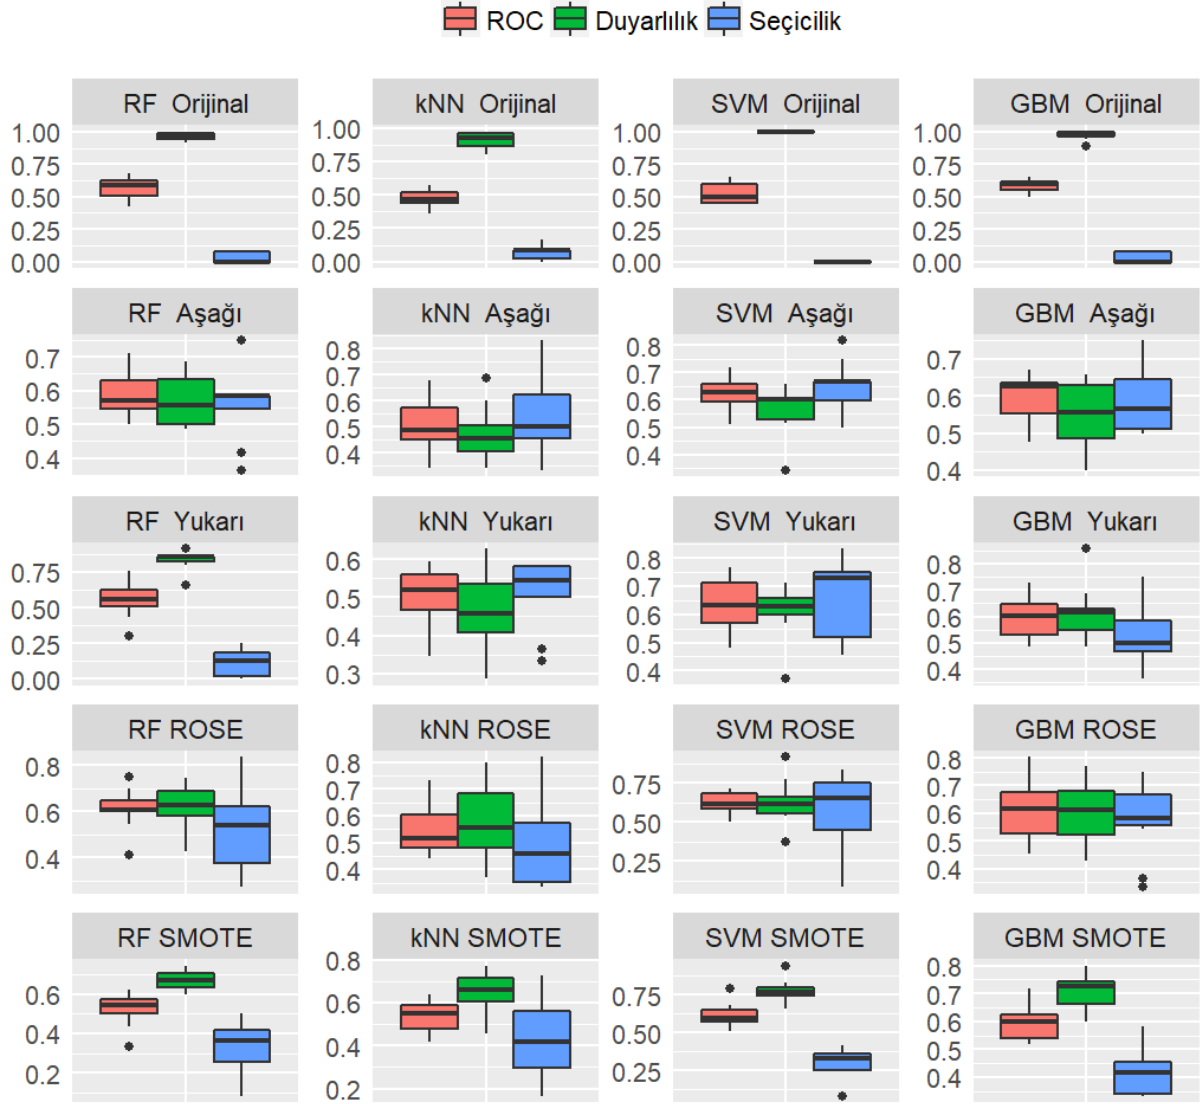 ROC Duyarlılık Seçicilik
RF Orijinal kNN Orijinal SVM Orijinal GBM Orijinal
1.00 1.00 1.00 1.00
0.75 0.75 0.75 0.75
0.50 0.50 0.50 0.50
0.25 0.25 0.25 0.25
0.00 0.00 0.00 0.00
RF Aşağı kNN Aşağı SVM Aşağı GBM Aşağı
0.7 0.8 0.8 0.7
0.6 0.7 0.7 0.6
0.5 0.6 0.6 0.5
0.4 0.5 0.5 0.4
0.4 0.4
RF Yukarı kNN Yukarı SVM Yukarı GBM Yukarı
0.75 0.6 0.8 0.8
0.50 0.5 0.7 0.7
0.25 0.4 0.6 0.6
0.00 0.3 0.5 0.5
0.4 0.4
RF ROSE kNN ROSE SVM ROSE GBM ROSE
0.8 0.8 0.75 0.8
0.6 0.7 0.50 0.7
0.4 0.6 0.25 0.6
0.5 0.5
0.4 0.4
RF SMOTE kNN SMOTE SVM SMOTE GBM SMOTE
0.6 0.8 0.75 0.8
0.4 0.6 0.50 0.7
0.2 0.4 0.25 0.6
0.2 0.5
0.4